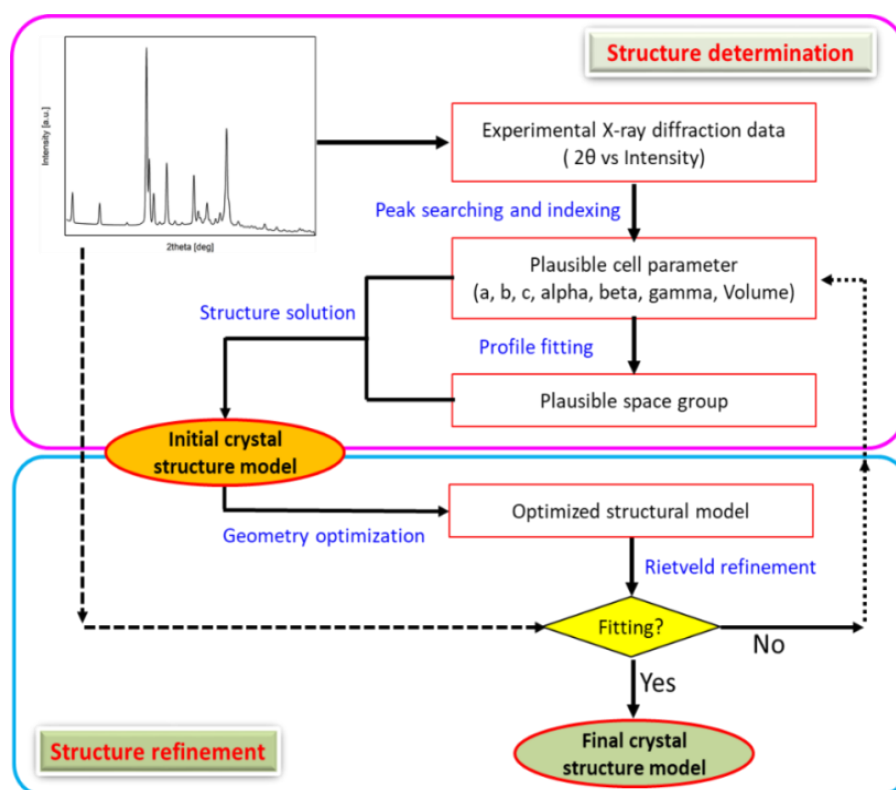 Structure determination
Intensity [a.u.]
2theta [deg]
Experimental X-ray diffraction data
( 2θ vs Intensity)
Peak searching and indexing
Plausible cell parameter
(a, b, c, alpha, beta, gamma, Volume)
Structure solution
Profile fitting
Plausible space group
Initial crystal
structure model
Optimized structural model
Geometry optimization
Rietveld refinement
Fitting?
No
Yes
Structure refinement
Final crystal
structure model